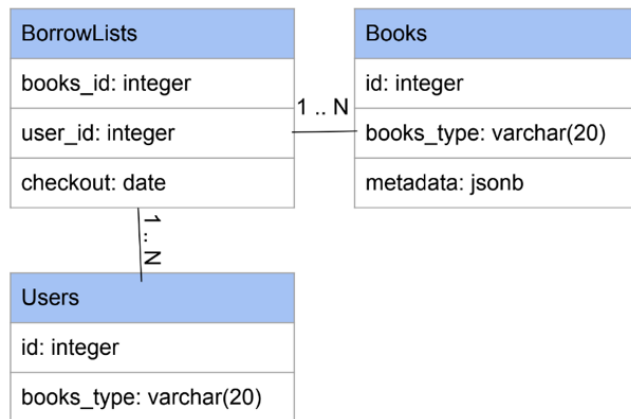 BorrowLists
books_id: integer
user_id: integer
checkout: date
1 .. N
Books
id: integer
books_type: varchar(20)
metadata: jsonb
1 .. N
Users
id: integer
books_type: varchar(20)